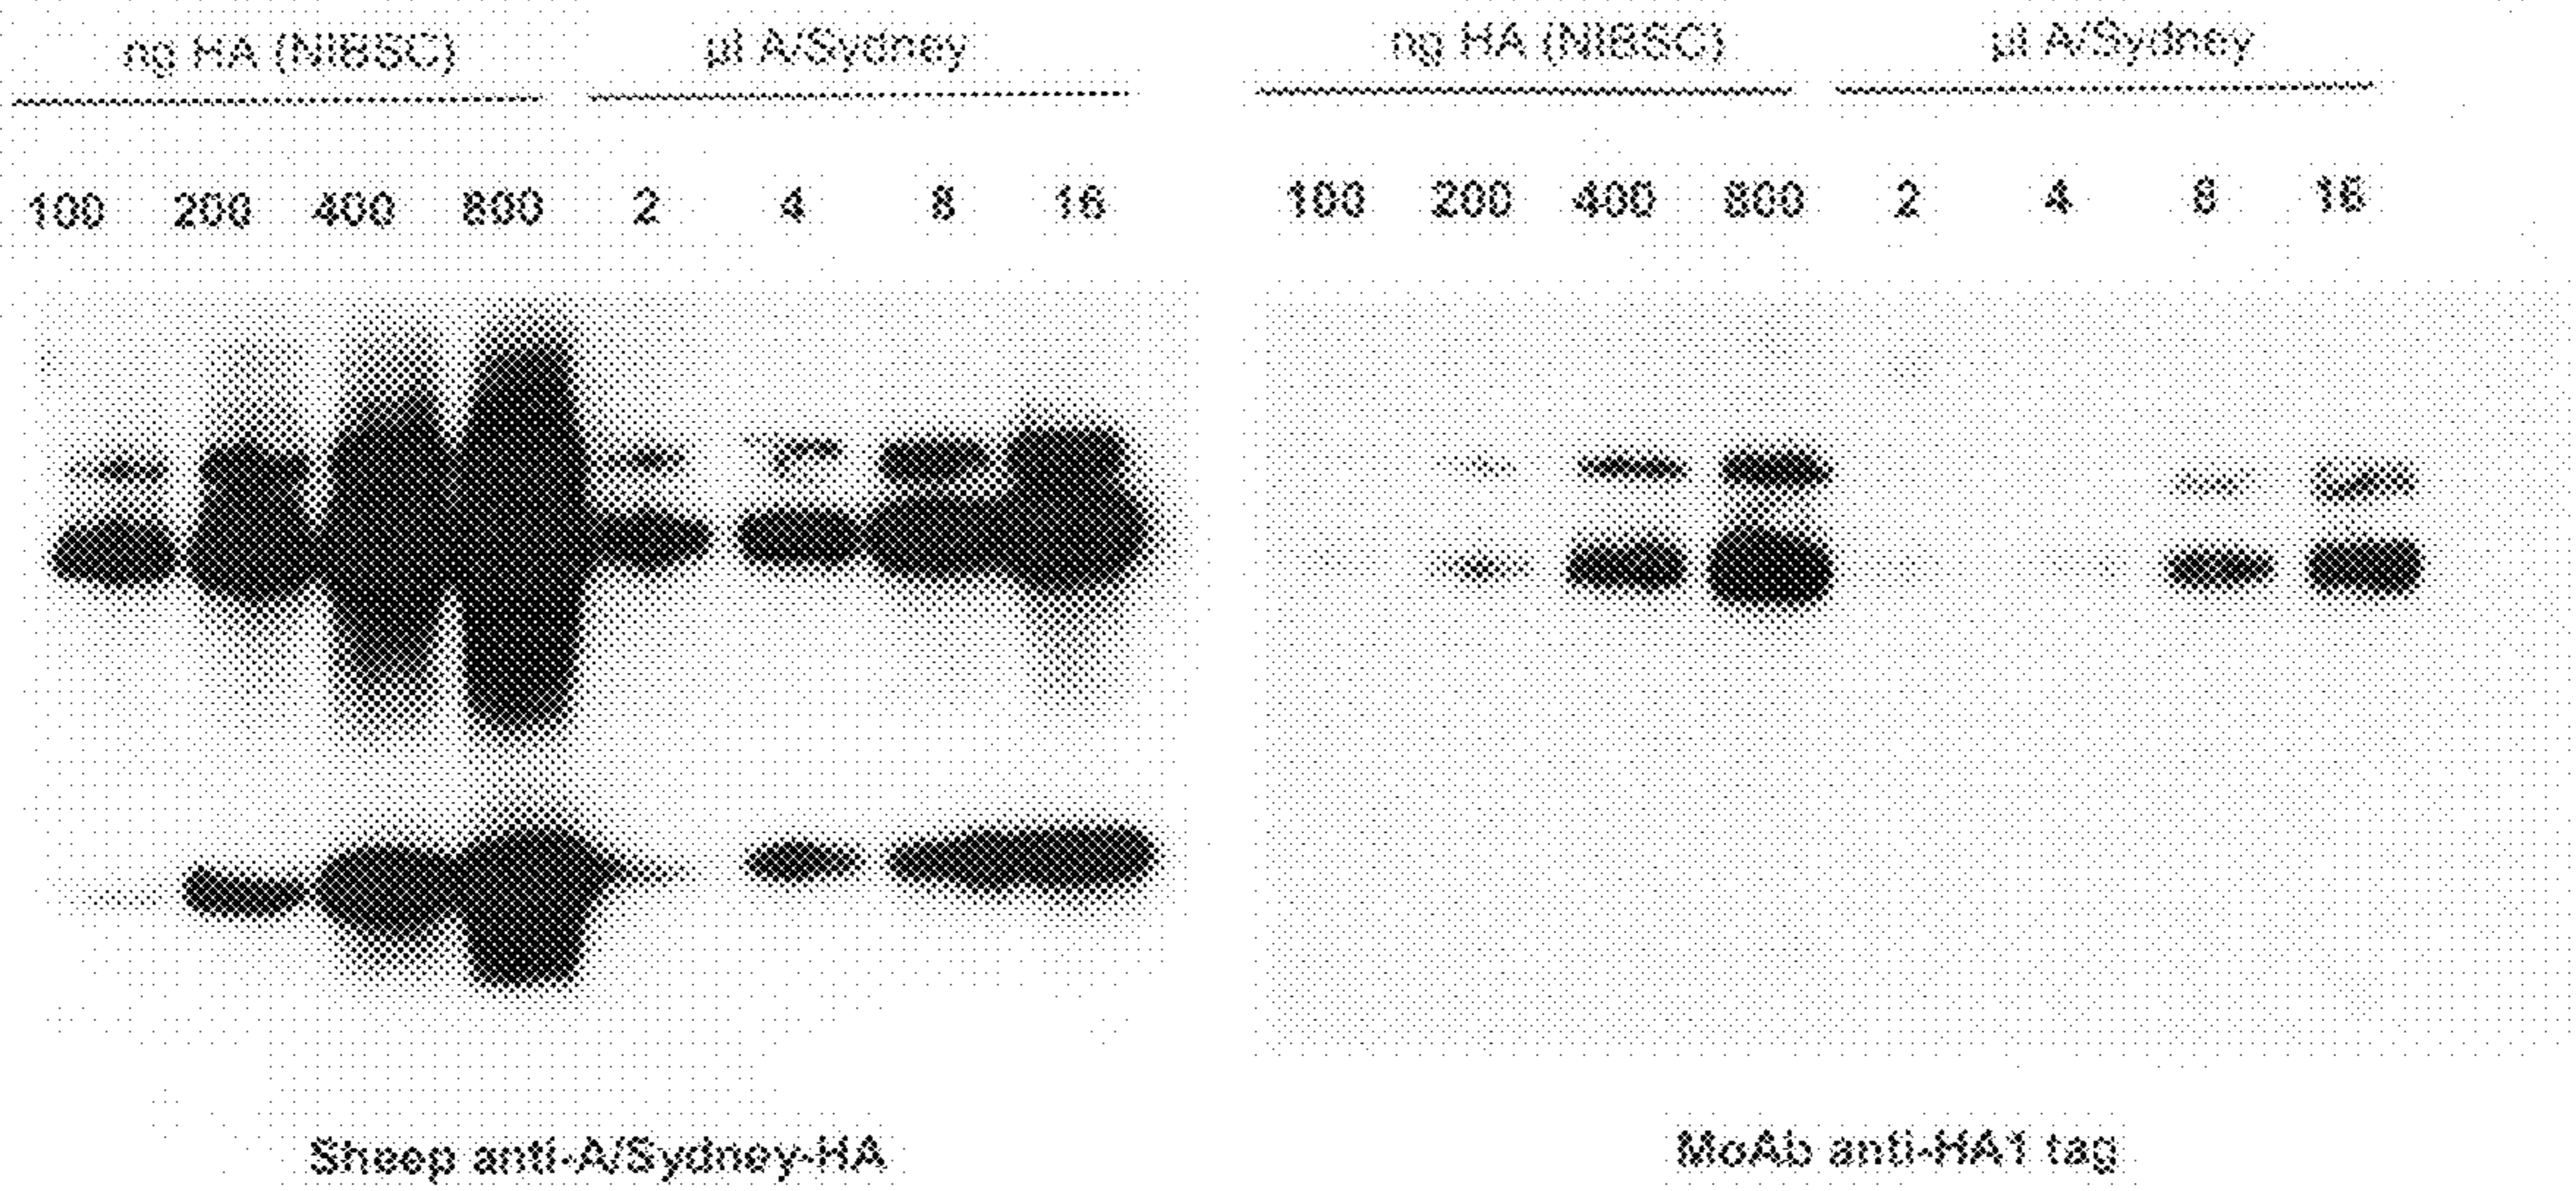 ng HA (NIBSC) µl A/Sydney ng HA (NIBSC) µl A/Sydney
100 200 400 800 2 4 8 16 100 200 400 800 2 4 8 16
Sheep anti-A/Sydney-HA MoAb anti-HA1 tag